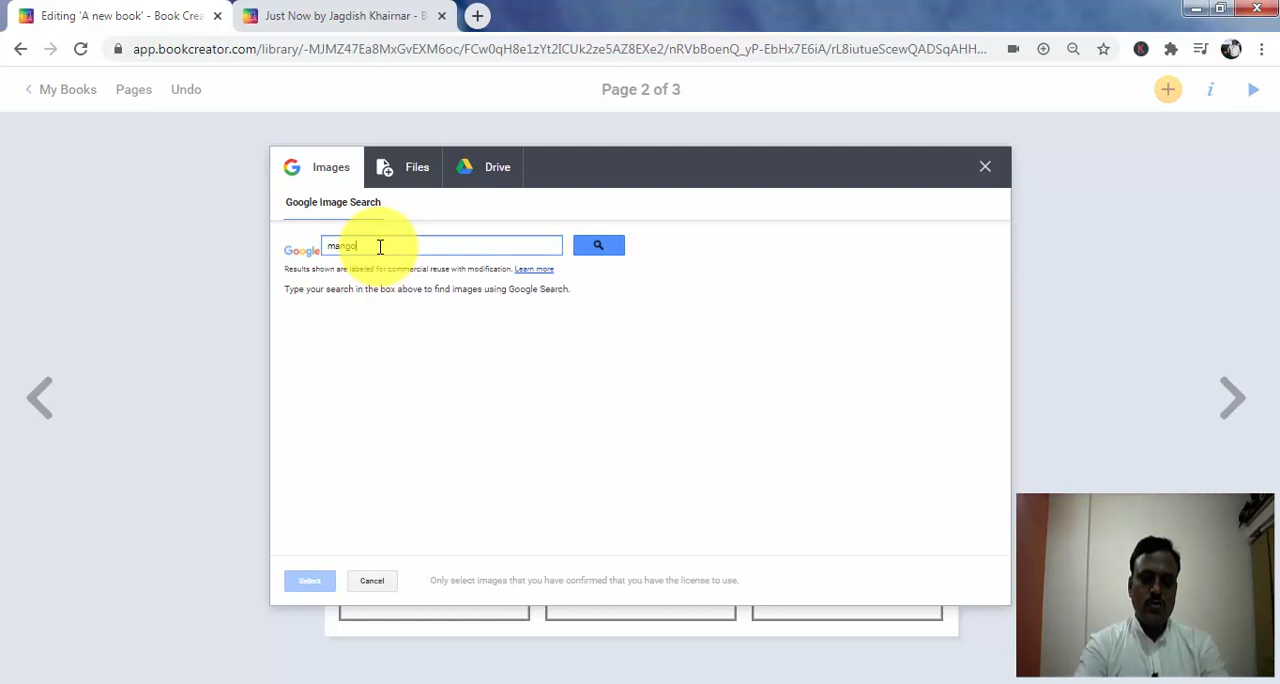 Editing 'A new book' - Book Crea
Just Now by Jagdish Khairnar - B
app.bookcreator.com/library/-MJMZ47Ea8MxGvEXM6oc/FCw0qH8e1zYt2ICUk2ze5AZ8EXe2/nRVbBoenQ_yP-EbHx7E6iA/rL8iutueScewQADSqAHH...
My Books Pages Undo
Page 2 of 3
Images Files Drive
Google Image Search
Google mango
Results shown are labeled for commercial reuse with modification. Learn more
Type your search in the box above to find images using Google Search.
Select Cancel Only select images that you have confirmed that you have the license to use.